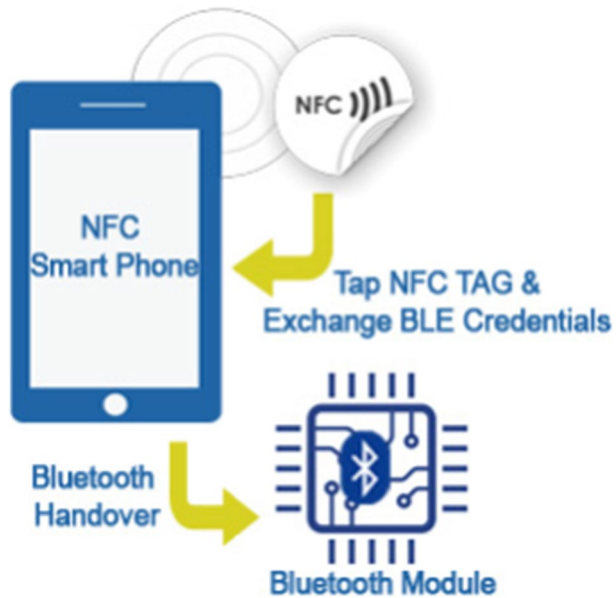 NFC
NFC
Smart Phone
Tap NFC TAG &
Exchange BLE Credentials
Bluetooth
Handover
Bluetooth Module